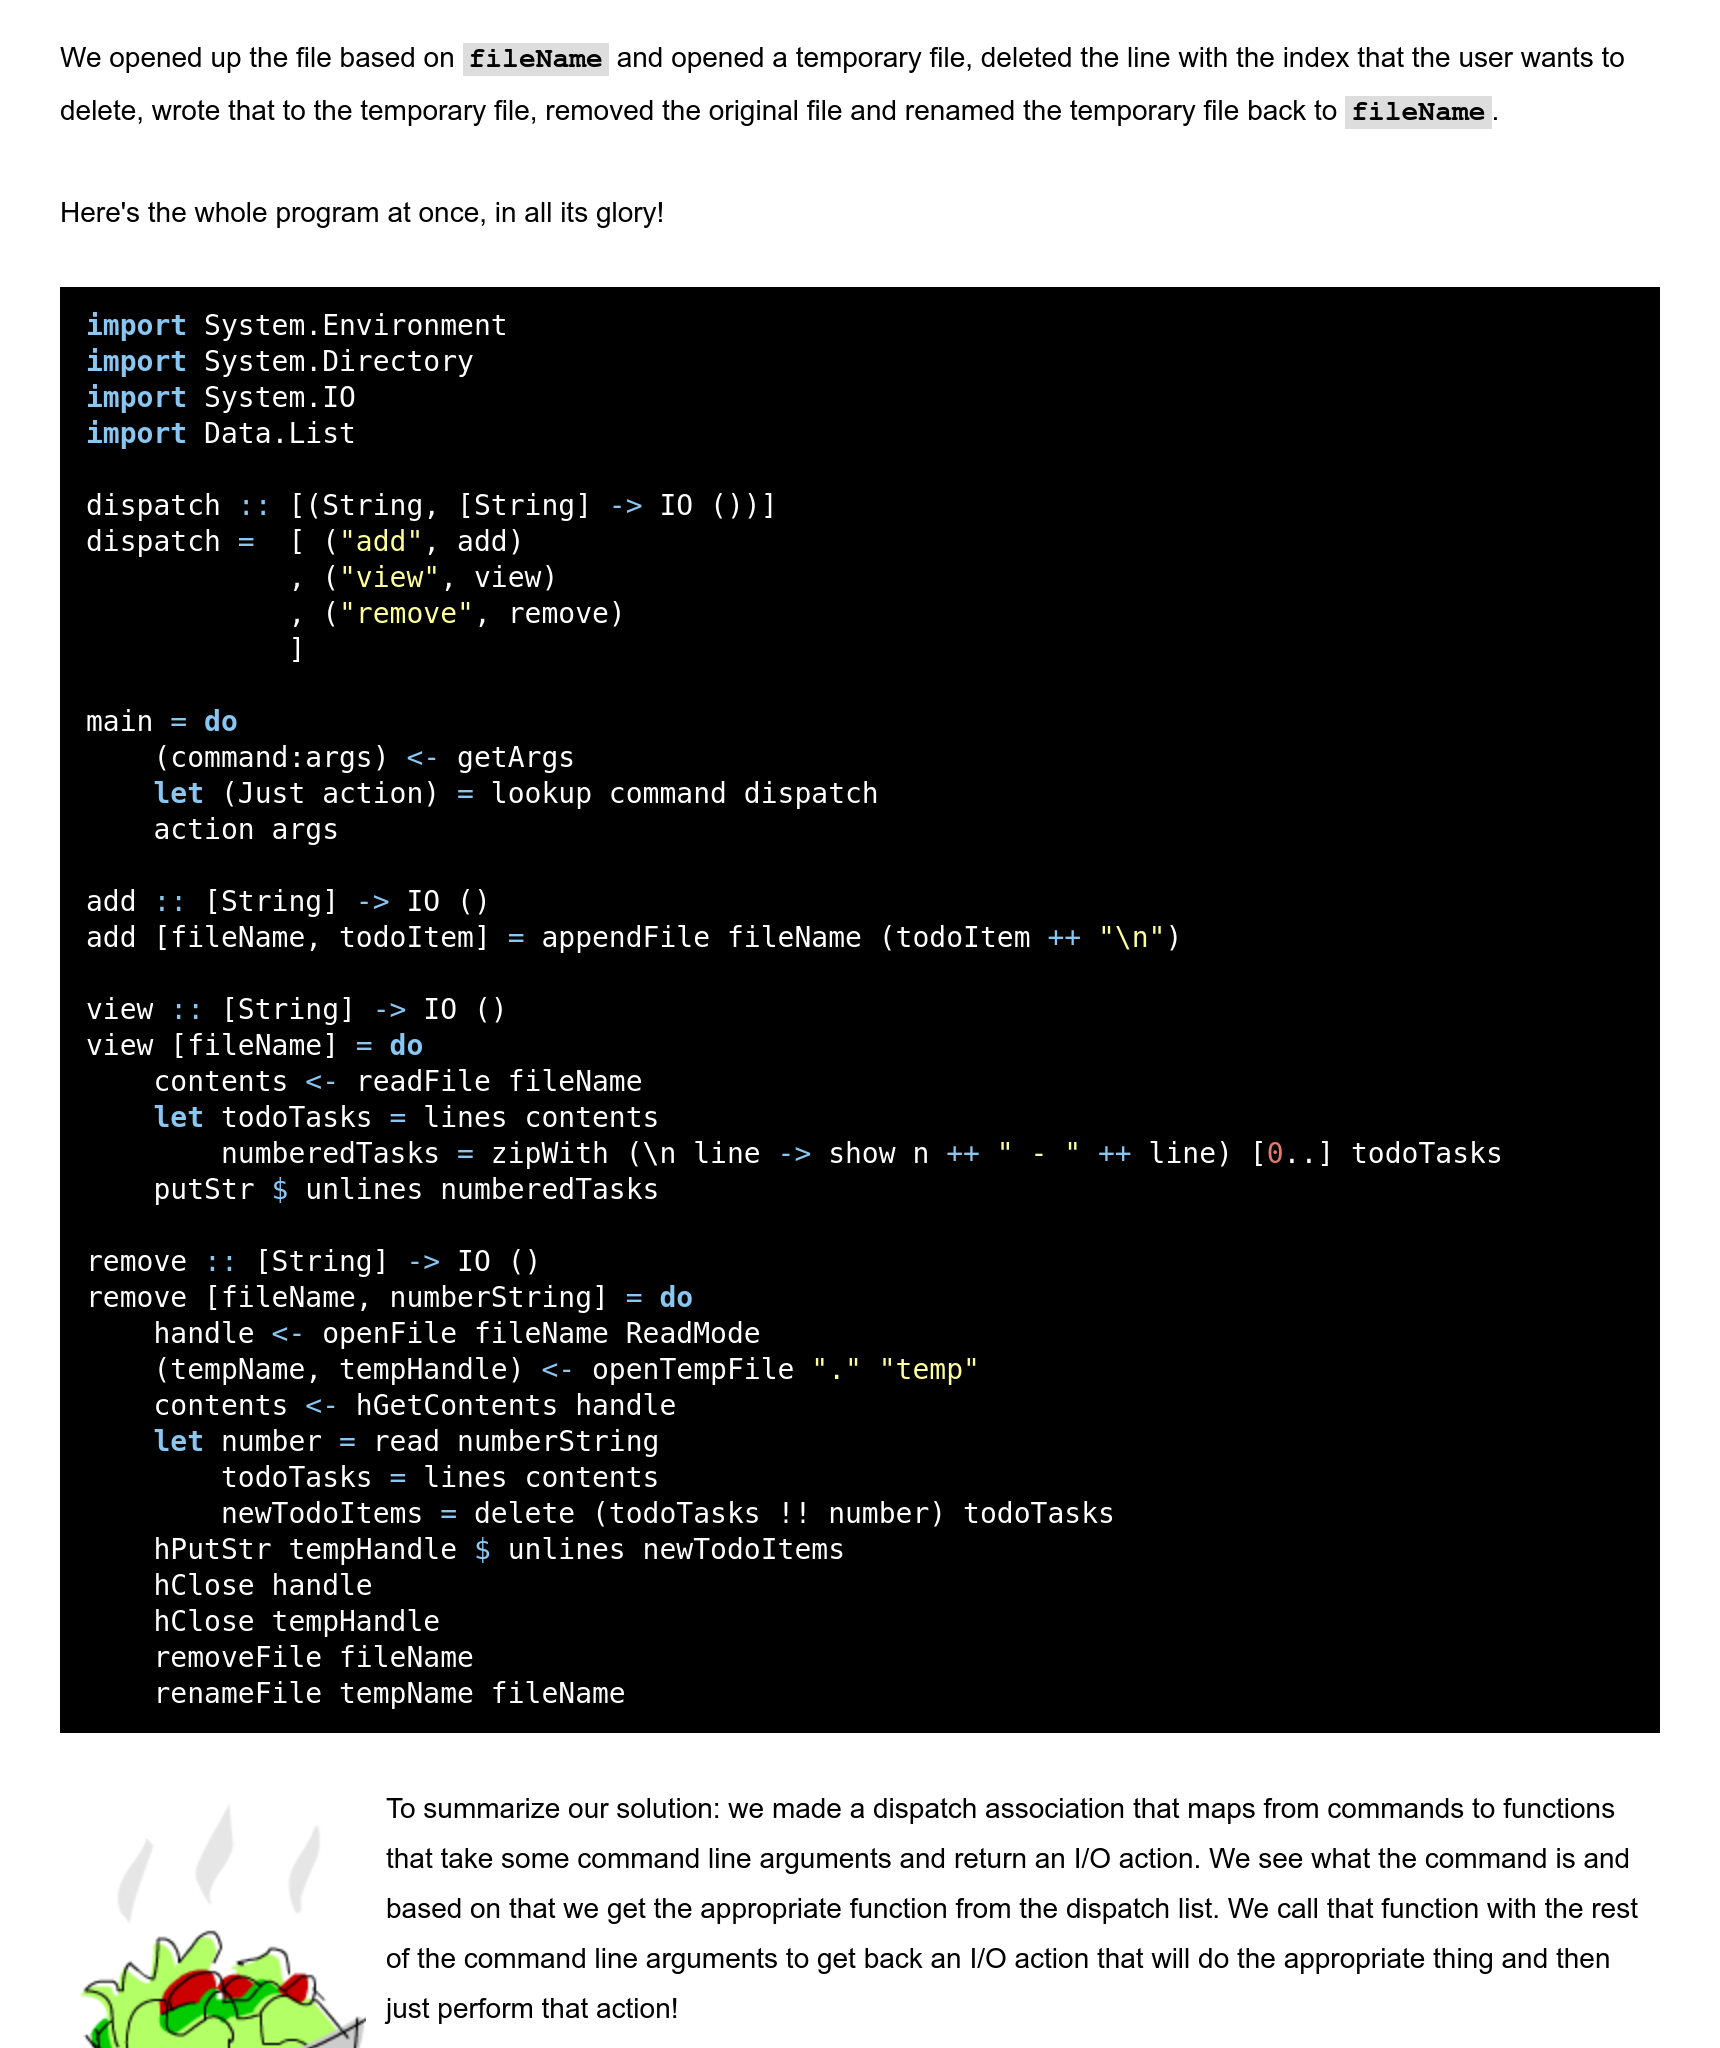 We opened up the file based on fileName and opened a temporary file, deleted the line with the index that the user wants to
delete, wrote that to the temporary file, removed the original file and renamed the temporary file back to fileName.
Here's the whole program at once, in all its glory!
import System.Environment
import System.Directory
import System.IO
import Data.List

dispatch :: [(String, [String] -> IO ())]
dispatch =  [ ("add", add)
            , ("view", view)
            , ("remove", remove)
            ]

main = do
    (command:args) <- getArgs
    let (Just action) = lookup command dispatch
    action args

add :: [String] -> IO ()
add [fileName, todoItem] = appendFile fileName (todoItem ++ "\n")

view :: [String] -> IO ()
view [fileName] = do
    contents <- readFile fileName
    let todoTasks = lines contents
        numberedTasks = zipWith (\n line -> show n ++ " - " ++ line) [0..] todoTasks
    putStr $ unlines numberedTasks

remove :: [String] -> IO ()
remove [fileName, numberString] = do
    handle <- openFile fileName ReadMode
    (tempName, tempHandle) <- openTempFile "." "temp"
    contents <- hGetContents handle
    let number = read numberString
        todoTasks = lines contents
        newTodoItems = delete (todoTasks !! number) todoTasks
    hPutStr tempHandle $ unlines newTodoItems
    hClose handle
    hClose tempHandle
    removeFile fileName
    renameFile tempName fileName

To summarize our solution: we made a dispatch association that maps from commands to functions
that take some command line arguments and return an I/O action. We see what the command is and
based on that we get the appropriate function from the dispatch list. We call that function with the rest
of the command line arguments to get back an I/O action that will do the appropriate thing and then
just perform that action!